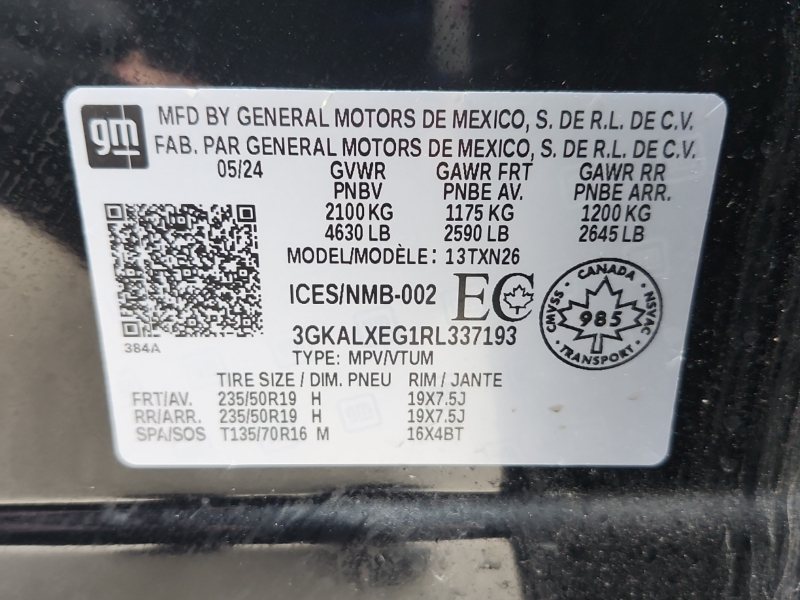 gm
MFD BY GENERAL MOTORS DE MEXICO, S. DE R.L. DE C.V.
FAB. PAR GENERAL MOTORS DE MEXICO, S. DE R.L. DE C.V.
05/24 GVWR GAWR FRT GAWR RR
PNBV PNBE AV. PNBE ARR.
2100 KG 1175 KG 1200 KG
4630 LB 2590 LB 2645 LB
MODEL/MODÈLE: 13TXN26
ICES/NMB-002 EC
CANADA
CMVSS 985 NSVAC
TRANSPORT
3GKALXEG1RL337193
384A
TYPE: MPV/VTUM
TIRE SIZE / DIM. PNEU RIM / JANTE
FRT/AV. 235/50R19 H 19X7.5J
RR/ARR. 235/50R19 H 19X7.5J
SPA/SOS T135/70R16 M 16X4BT